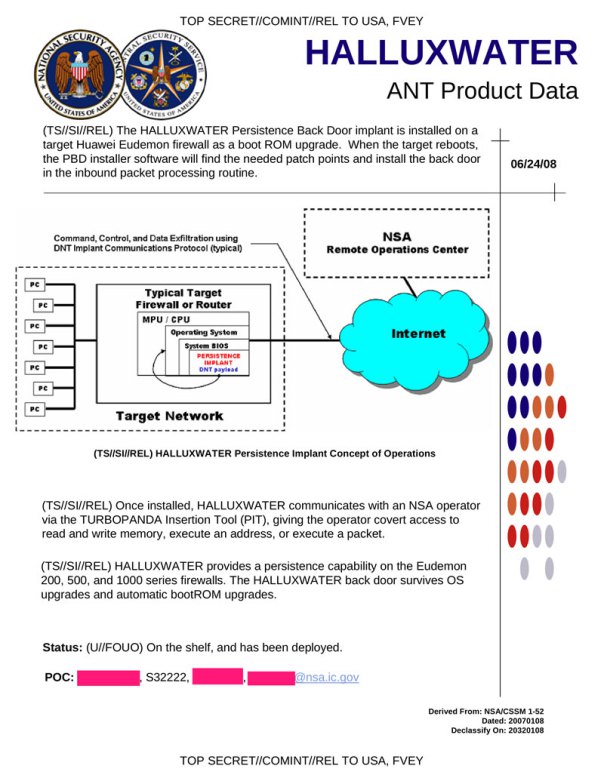 TOP SECRET//COMINT//REL TO USA, FVEY
HALLUXWATER
ANT Product Data
(TS//SI//REL) The HALLUXWATER Persistence Back Door implant is installed on a
target Huawei Eudemon firewall as a boot ROM upgrade. When the target reboots,
the PBD installer software will find the needed patch points and install the back door
in the inbound packet processing routine.
06/24/08
Command, Control, and Data Exfiltration using
DNT Implant Communications Protocol (typical)
NSA
Remote Operations Center
PC
PC
PC
PC
PC
PC
PC
Typical Target
Firewall or Router
MPU / CPU
Operating System
System BIOS
PERSISTENCE
IMPLANT
DNT payload
Internet
Target Network
(TS//SI//REL) HALLUXWATER Persistence Implant Concept of Operations
(TS//SI//REL) Once installed, HALLUXWATER communicates with an NSA operator
via the TURBOPANDA Insertion Tool (PIT), giving the operator covert access to
read and write memory, execute an address, or execute a packet.
(TS//SI//REL) HALLUXWATER provides a persistence capability on the Eudemon
200, 500, and 1000 series firewalls. The HALLUXWATER back door survives OS
upgrades and automatic bootROM upgrades.
Status: (U//FOUO) On the shelf, and has been deployed.
POC: , S32222, , @nsa.ic.gov
Derived From: NSA/CSSM 1-52
Dated: 20070108
Declassify On: 20320108
TOP SECRET//COMINT//REL TO USA, FVEY